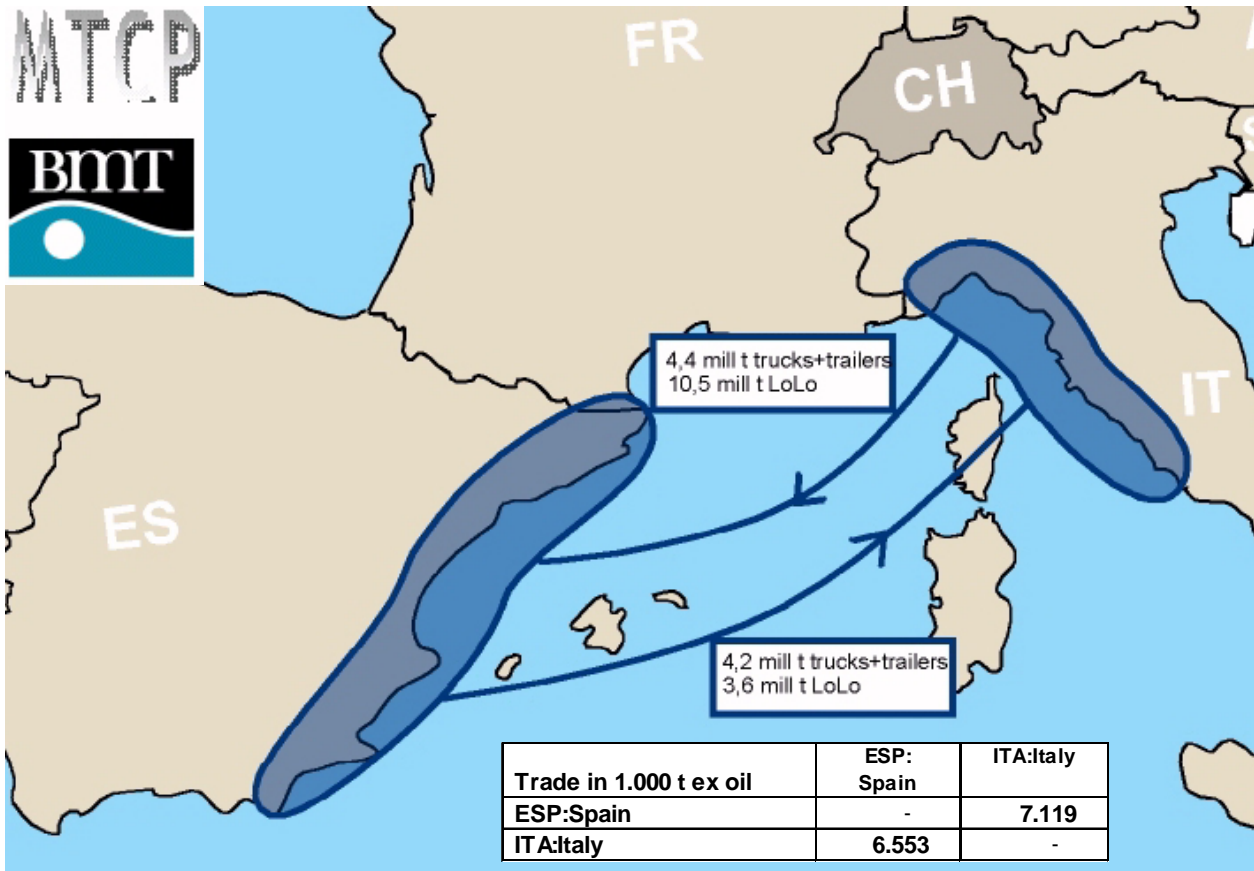 MTCP
BMT
FR
CH
4,4 mill t trucks+trailers
10,5 mill t LoLo
IT
ES
4,2 mill t trucks+trailers
3,6 mill t LoLo
Trade in 1.000 t ex oil ESP: Spain ITA:Italy
ESP:Spain - 7.119
ITA:Italy 6.553 -